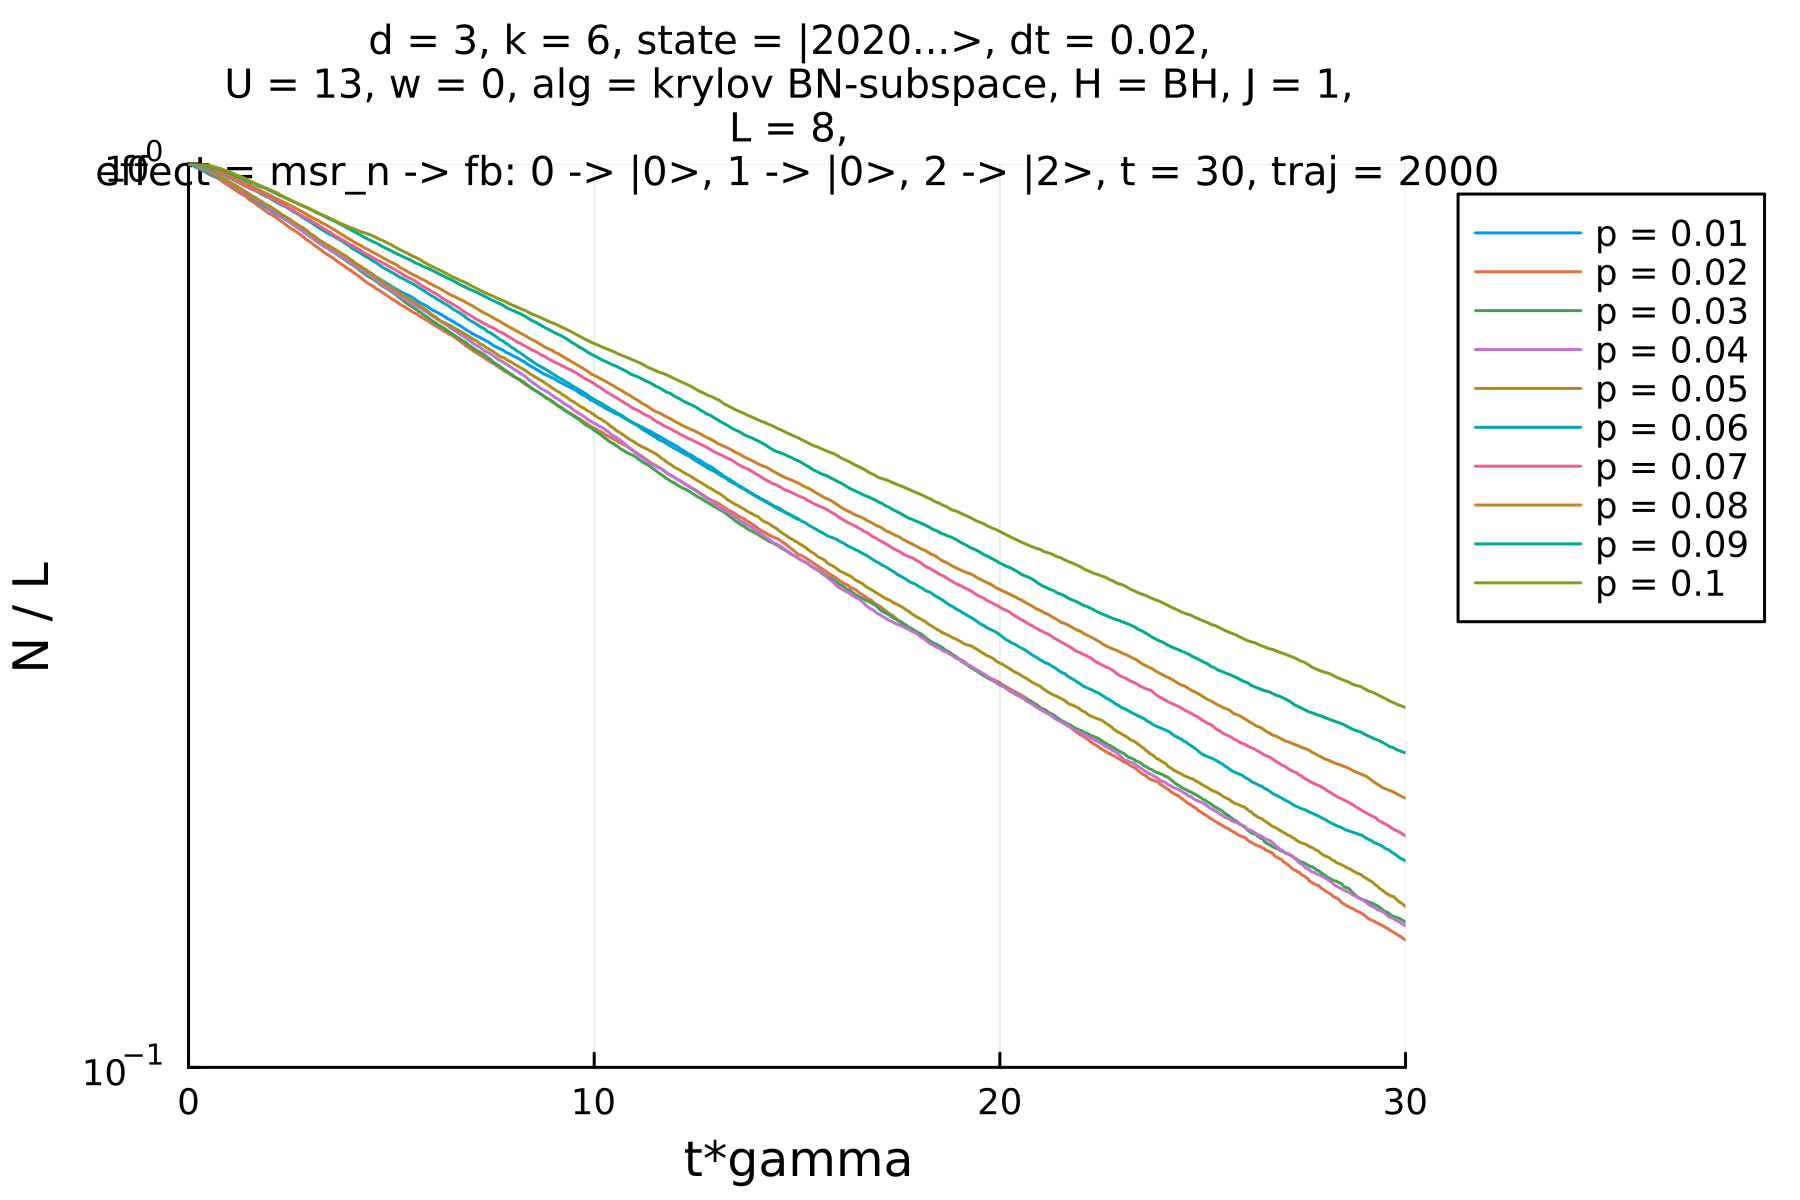 d = 3, k = 6, state = |2020...>, dt = 0.02,
U = 13, w = 0, alg = krylov BN-subspace, H = BH, J = 1,
L = 8,
effect = msr_n -> fb: 0 -> |0>, 1 -> |0>, 2 -> |2>, t = 30, traj = 2000
10⁰
p = 0.01
p = 0.02
p = 0.03
p = 0.04
p = 0.05
p = 0.06
p = 0.07
p = 0.08
p = 0.09
p = 0.1
N / L
10⁻¹
0 10 20 30
t*gamma